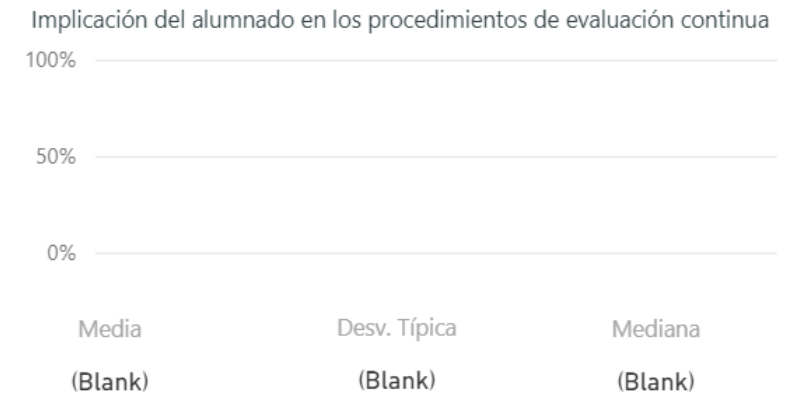 Implicación del alumnado en los procedimientos de evaluación continua
100%
50%
0%
Media Desv. Típica Mediana
(Blank) (Blank) (Blank)